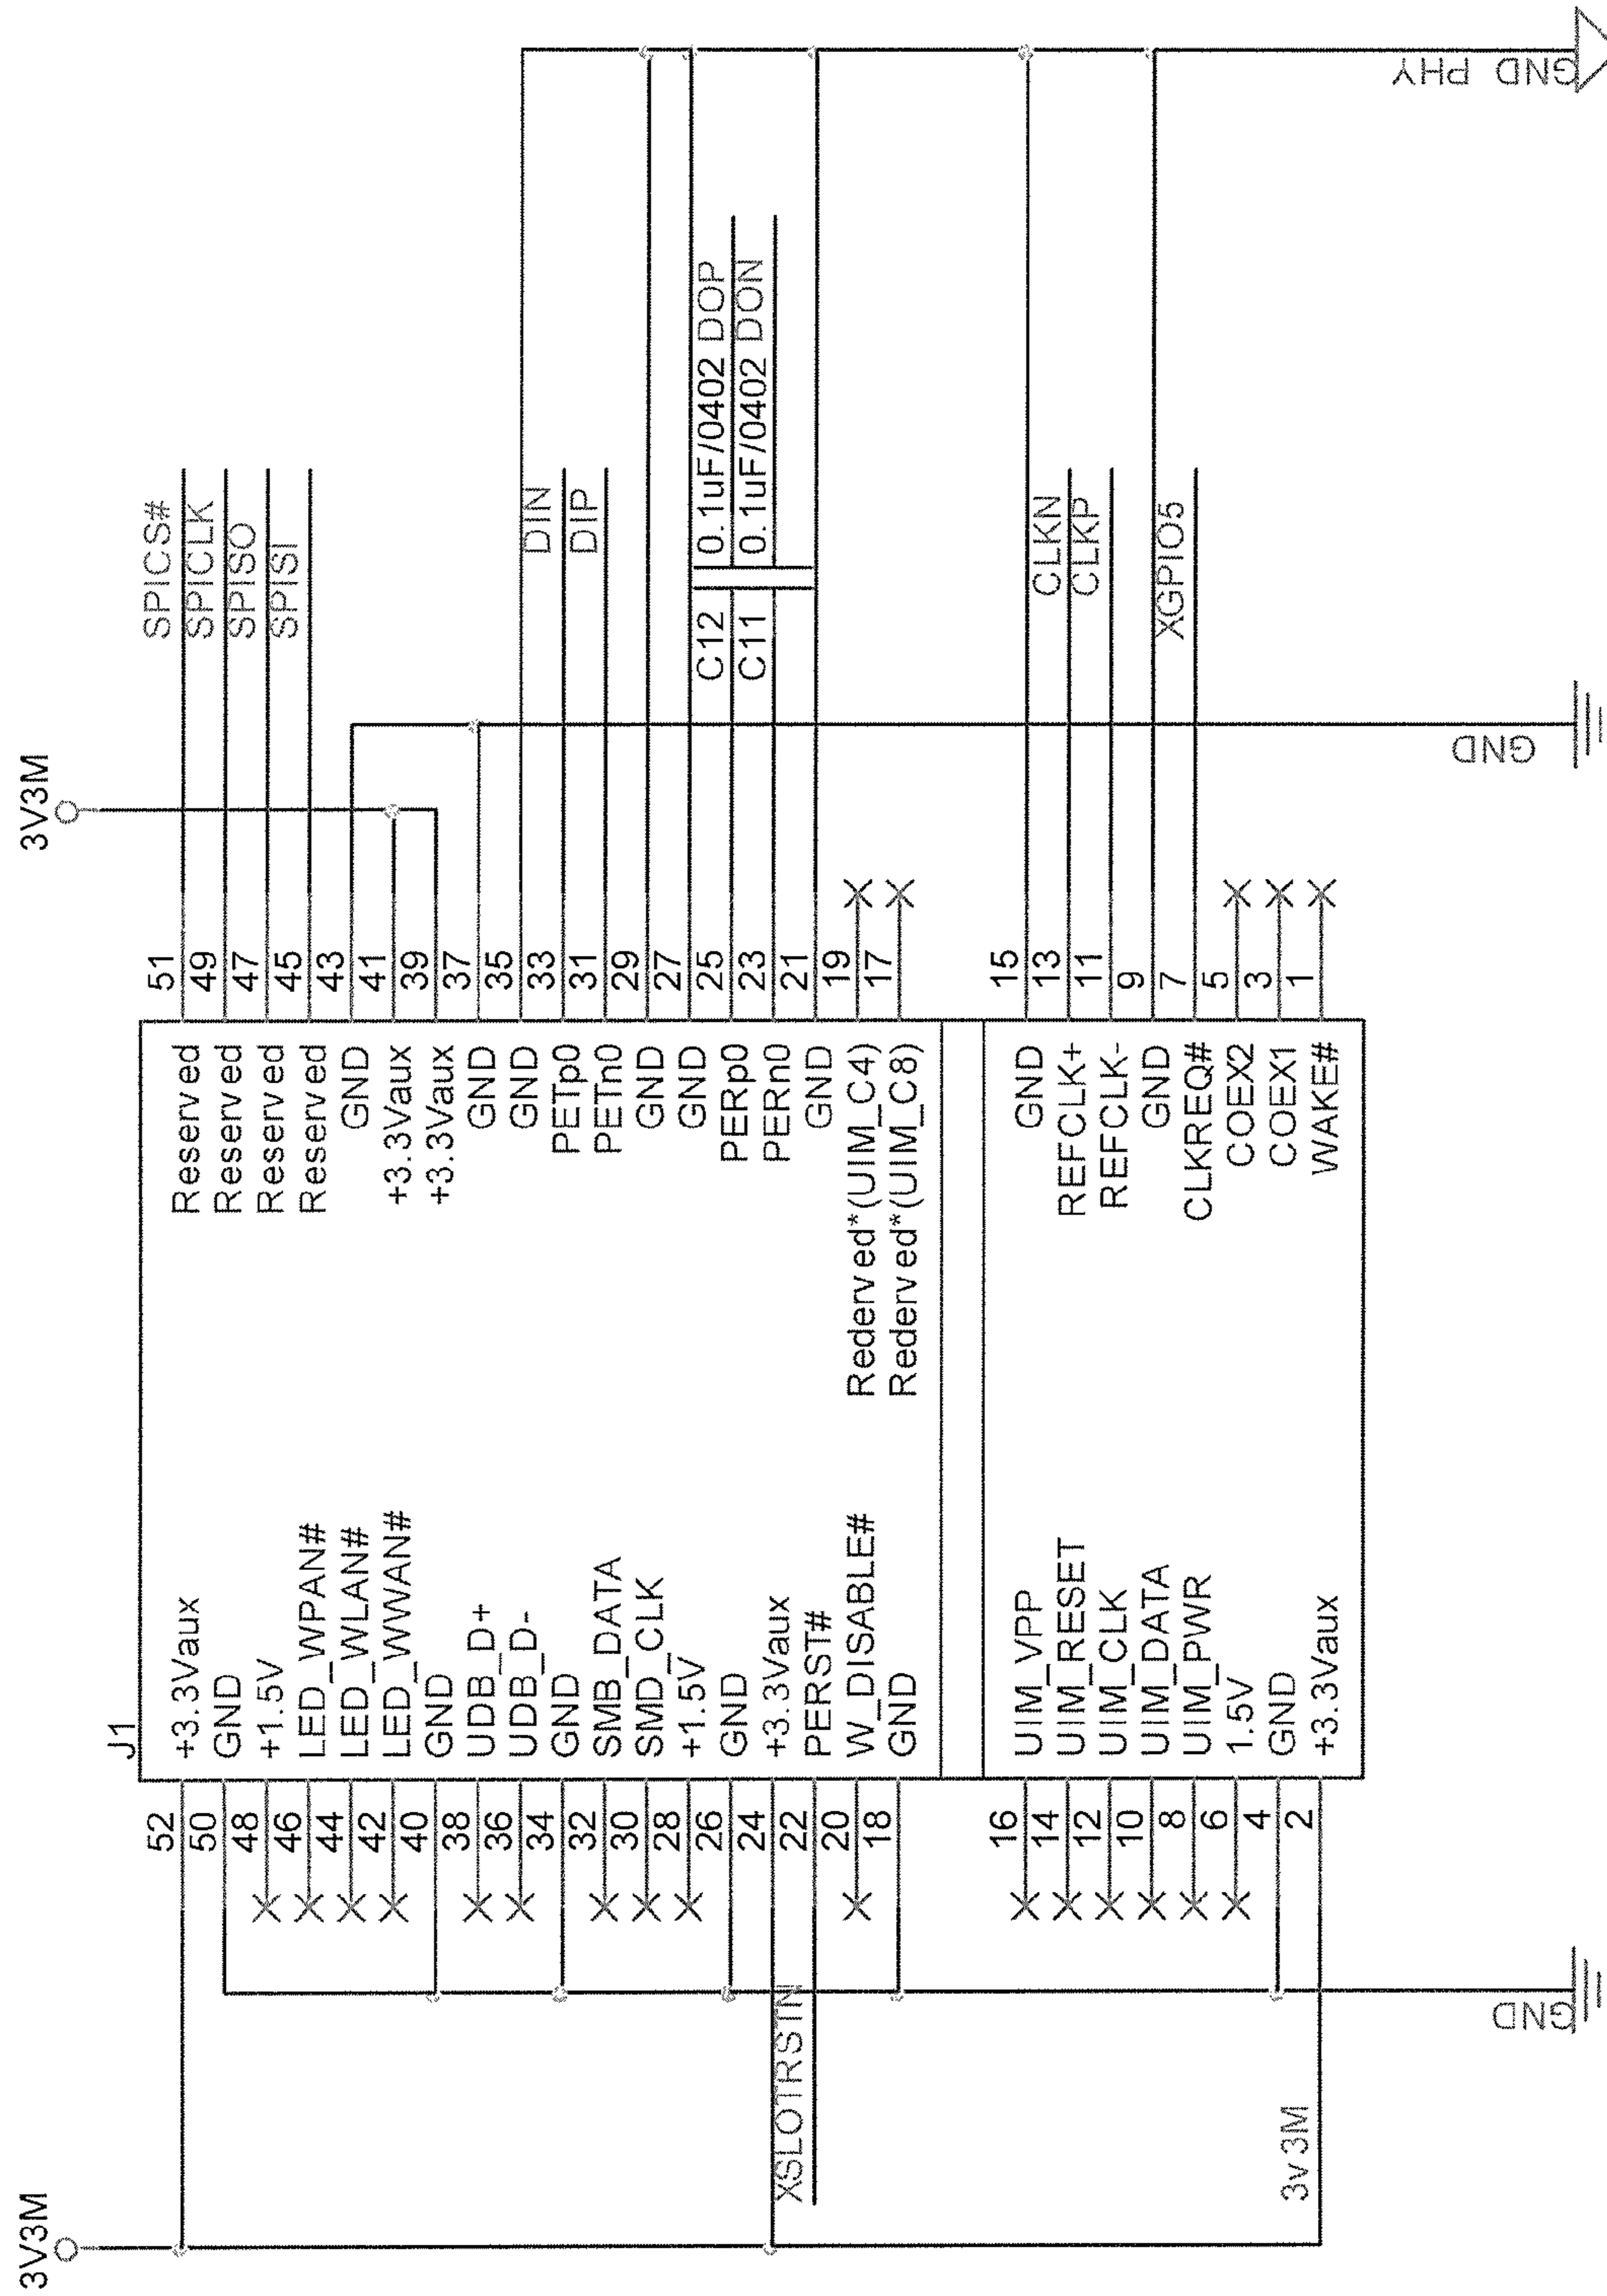 3V3M 3V3M
J1
52 +3.3Vaux Reserved 51 SPICS#
50 GND Reserved 49 SPICLK
48 +1.5V Reserved 47 SPISO
46 LED_WPAN# Reserved 45 SPISI
44 LED_WLAN# GND 43
42 LED_WWAN# +3.3Vaux 41
40 GND +3.3Vaux 39
38 UDB_D+ GND 37
36 UDB_D- GND 35
34 GND PETp0 33 DIN
32 SMB_DATA PETn0 31 DIP
30 SMD_CLK GND 29
28 +1.5V GND 27
26 GND PERp0 25 C12 0.1uF/0402 DOP
24 +3.3Vaux PERn0 23 C11 0.1uF/0402 DON
XSLOTRSTN 22 PERST# GND 21
20 W_DISABLE# Rederved*(UIM_C4) 19
18 GND Rederved*(UIM_C8) 17
16 UIM_VPP GND 15
14 UIM_RESET REFCLK+ 13 CLKN
12 UIM_CLK REFCLK- 11 CLKP
10 UIM_DATA GND 9
8 UIM_PWR CLKREQ# 7 XGPIO5
6 1.5V COEX2 5
4 GND COEX1 3
3v3M 2 +3.3Vaux WAKE# 1
GND GND GND PHY